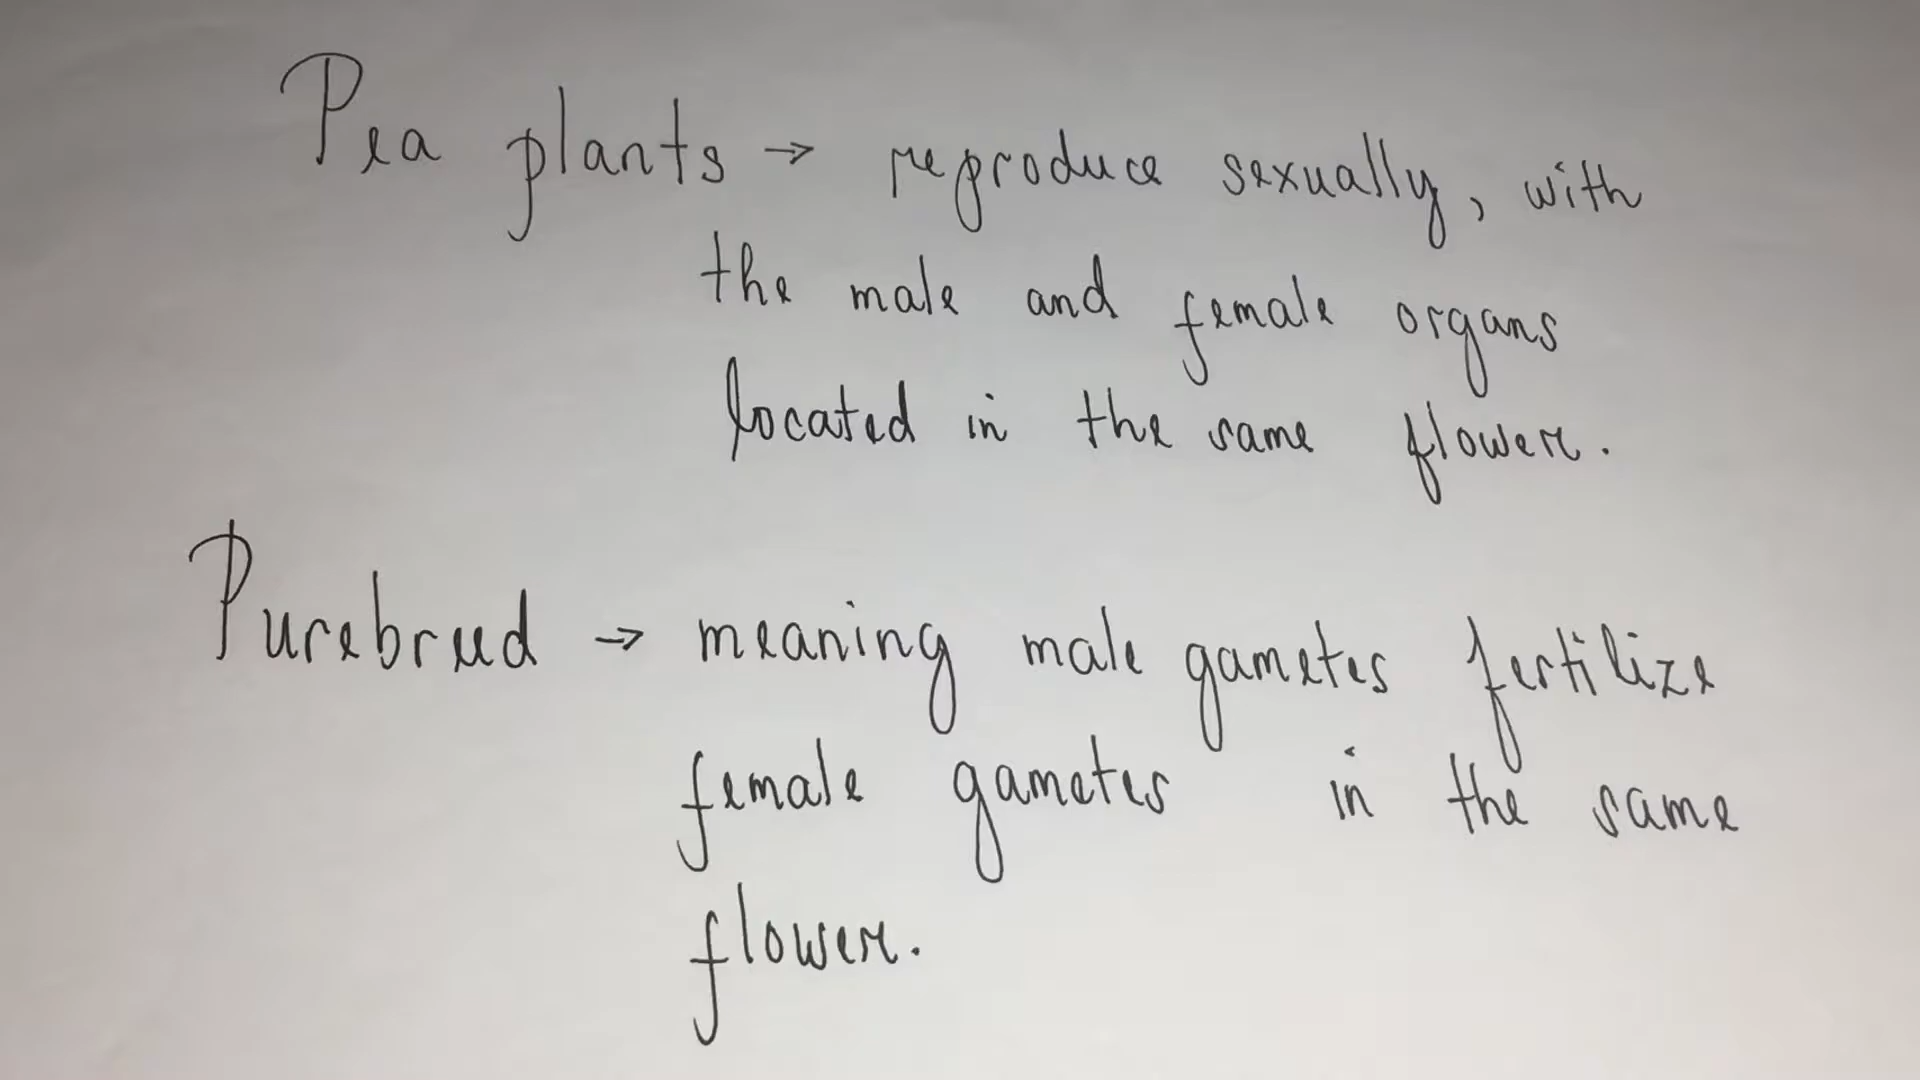 Pea plants → reproduce sexually, with
the male and female organs
located in the same flower.
Purebred → meaning male gametes fertilize
female gametes in the same
flower.